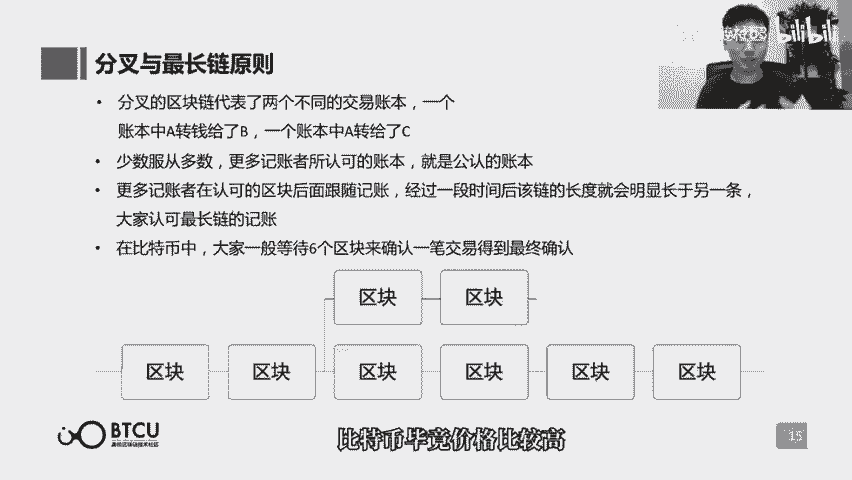 bilibili
分叉与最长链原则
• 分叉的区块链代表了两个不同的交易账本，一个
账本中A转钱给了B，一个账本中A转给了C
• 少数服从多数，更多记账者所认可的账本，就是公认的账本
• 更多记账者在认可的区块后面跟随记账，经过一段时间后该链的长度就会明显长于另一条，
大家认可最长链的记账
• 在比特币中，大家一般等待6个区块来确认一笔交易得到最终确认
区块 区块
区块 区块 区块 区块 区块 区块
BTCU
比特币毕竟价格比较高
15